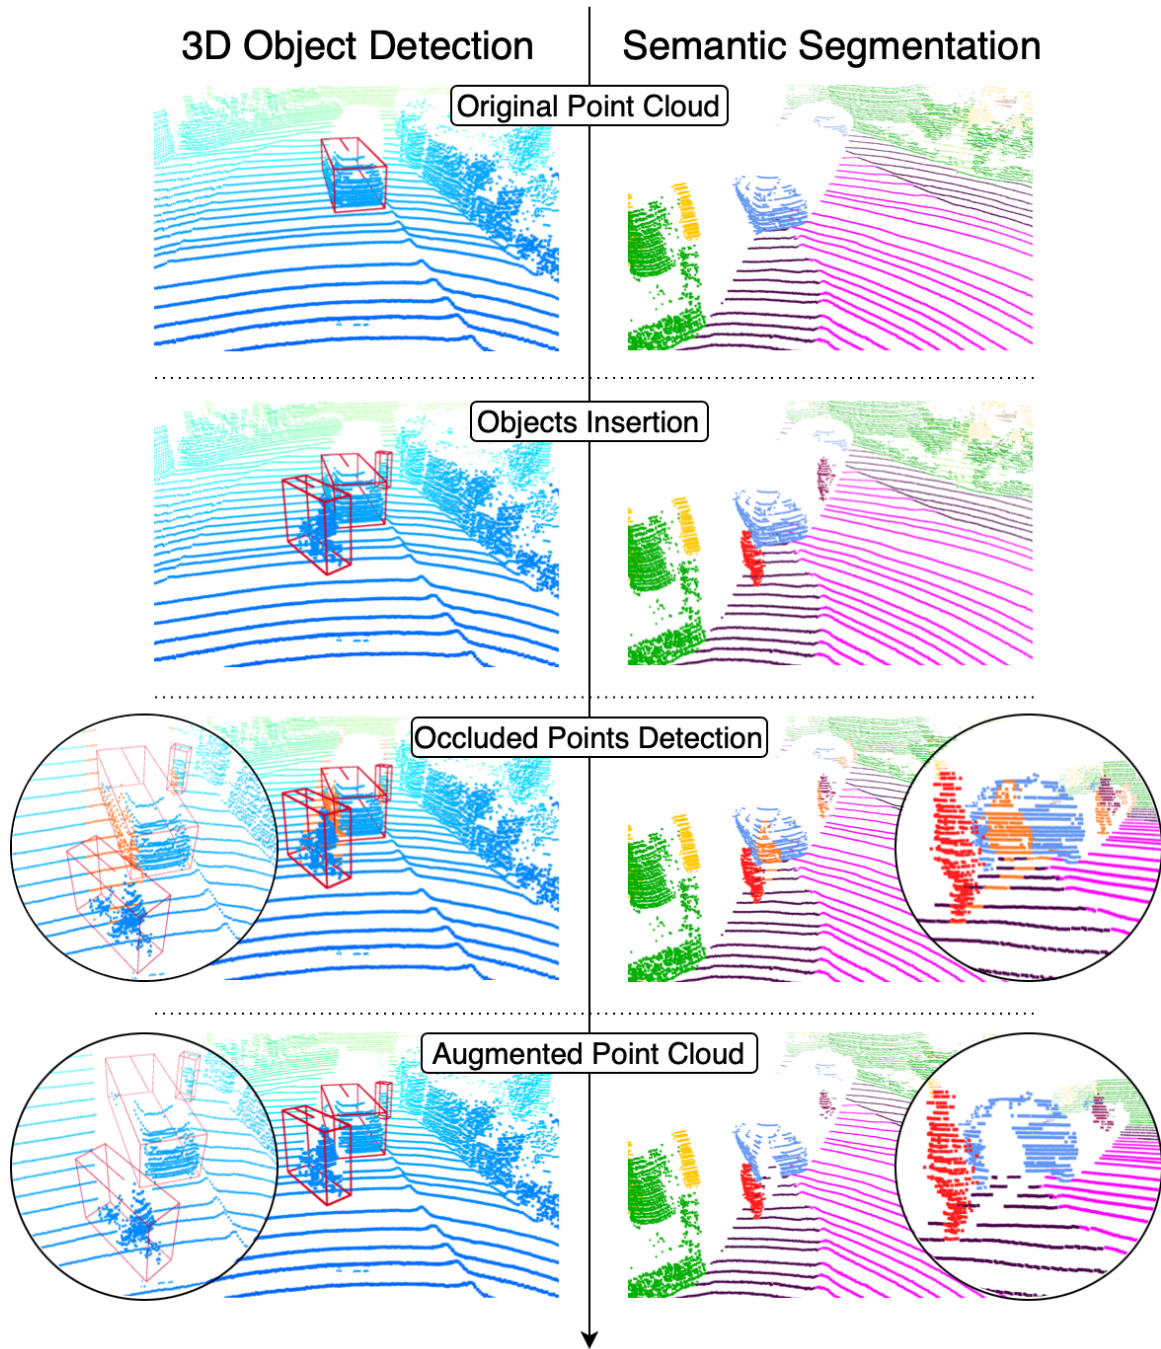 3D Object Detection
Semantic Segmentation
Original Point Cloud
Objects Insertion
Occluded Points Detection
Augmented Point Cloud